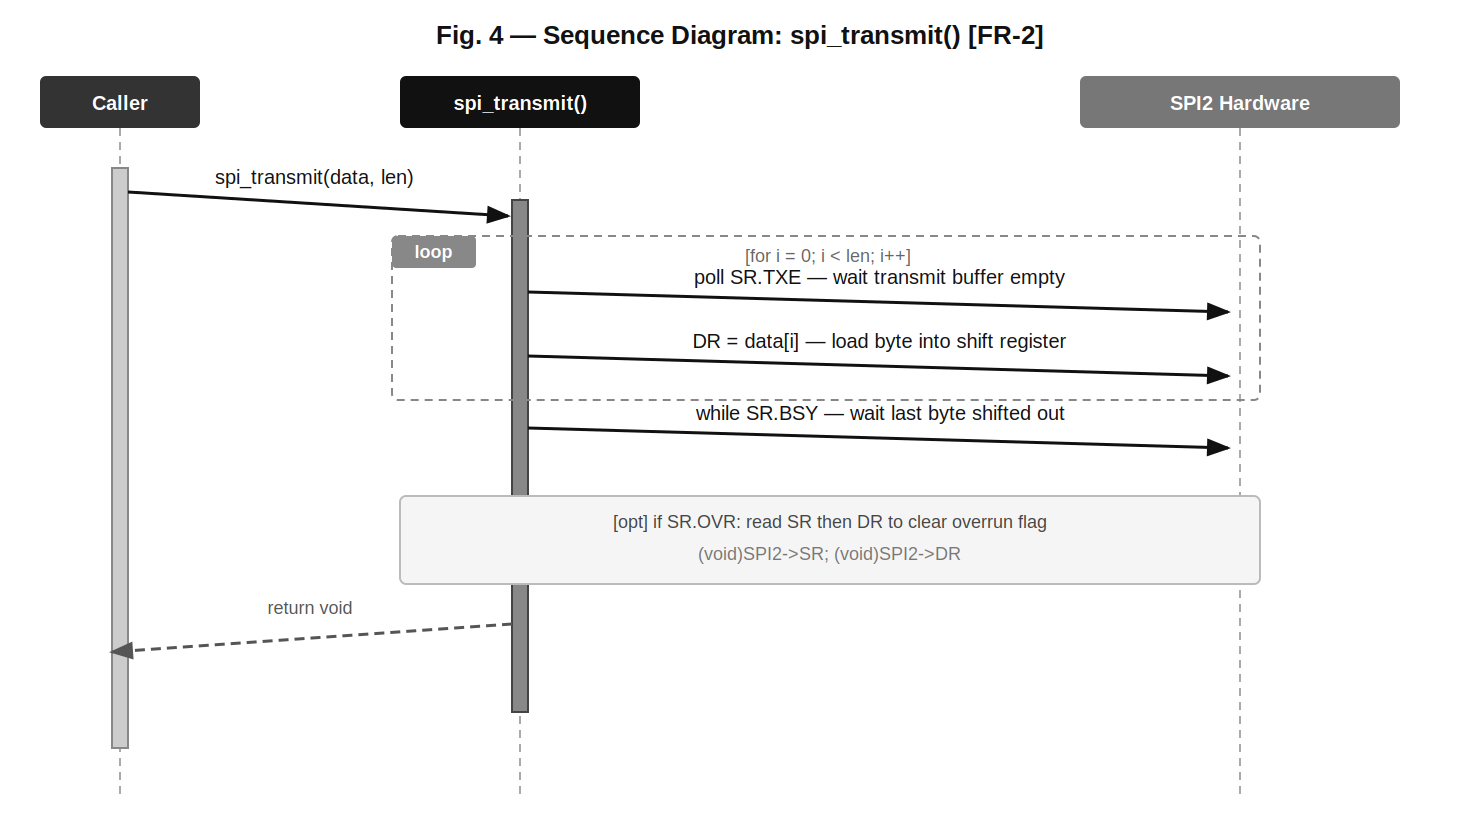 Fig. 4 — Sequence Diagram: spi_transmit() [FR-2]
Caller
spi_transmit()
SPI2 Hardware
spi_transmit(data, len)
loop
[for i = 0; i < len; i++]
poll SR.TXE — wait transmit buffer empty
DR = data[i] — load byte into shift register
while SR.BSY — wait last byte shifted out
[opt] if SR.OVR: read SR then DR to clear overrun flag
(void)SPI2->SR; (void)SPI2->DR
return void